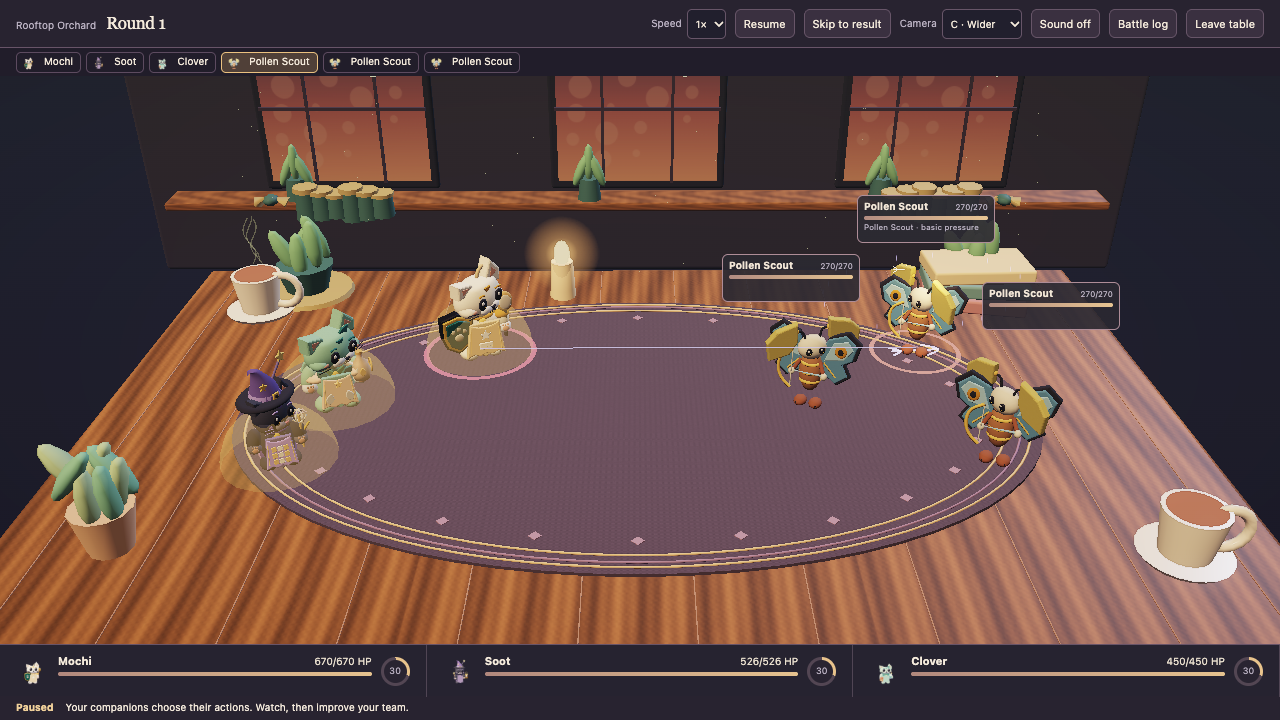 Rooftop Orchard Round 1 Speed 1x Resume Skip to result Camera C · Wider Sound off Battle log Leave table
Mochi Soot Clover Pollen Scout Pollen Scout Pollen Scout
Pollen Scout 270/270
Pollen Scout · basic pressure
Pollen Scout 270/270
Pollen Scout 270/270
Mochi 670/670 HP 30
Soot 526/526 HP 30
Clover 450/450 HP 30
Paused Your companions choose their actions. Watch, then improve your team.